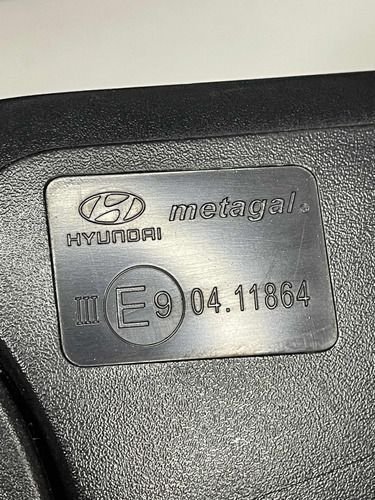 HYUNDAI metagal®
III E9 04.11864